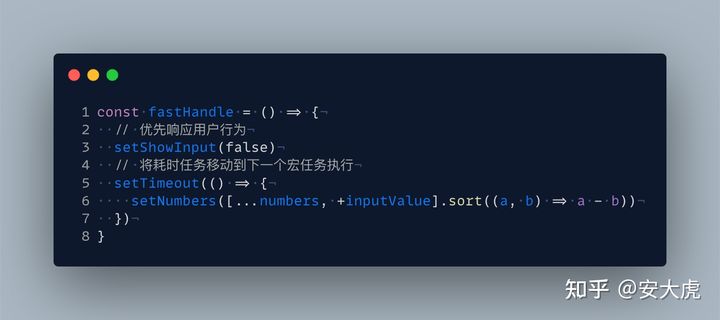 1 const fastHandle = () => {
2 // 优先响应用户行为
3 setShowInput(false)
4 // 将耗时任务移动到下一个宏任务执行
5 setTimeout(() => {
6 setNumbers([...numbers, +inputValue].sort((a, b) => a - b))
7 })
8 }
知乎 @安大虎